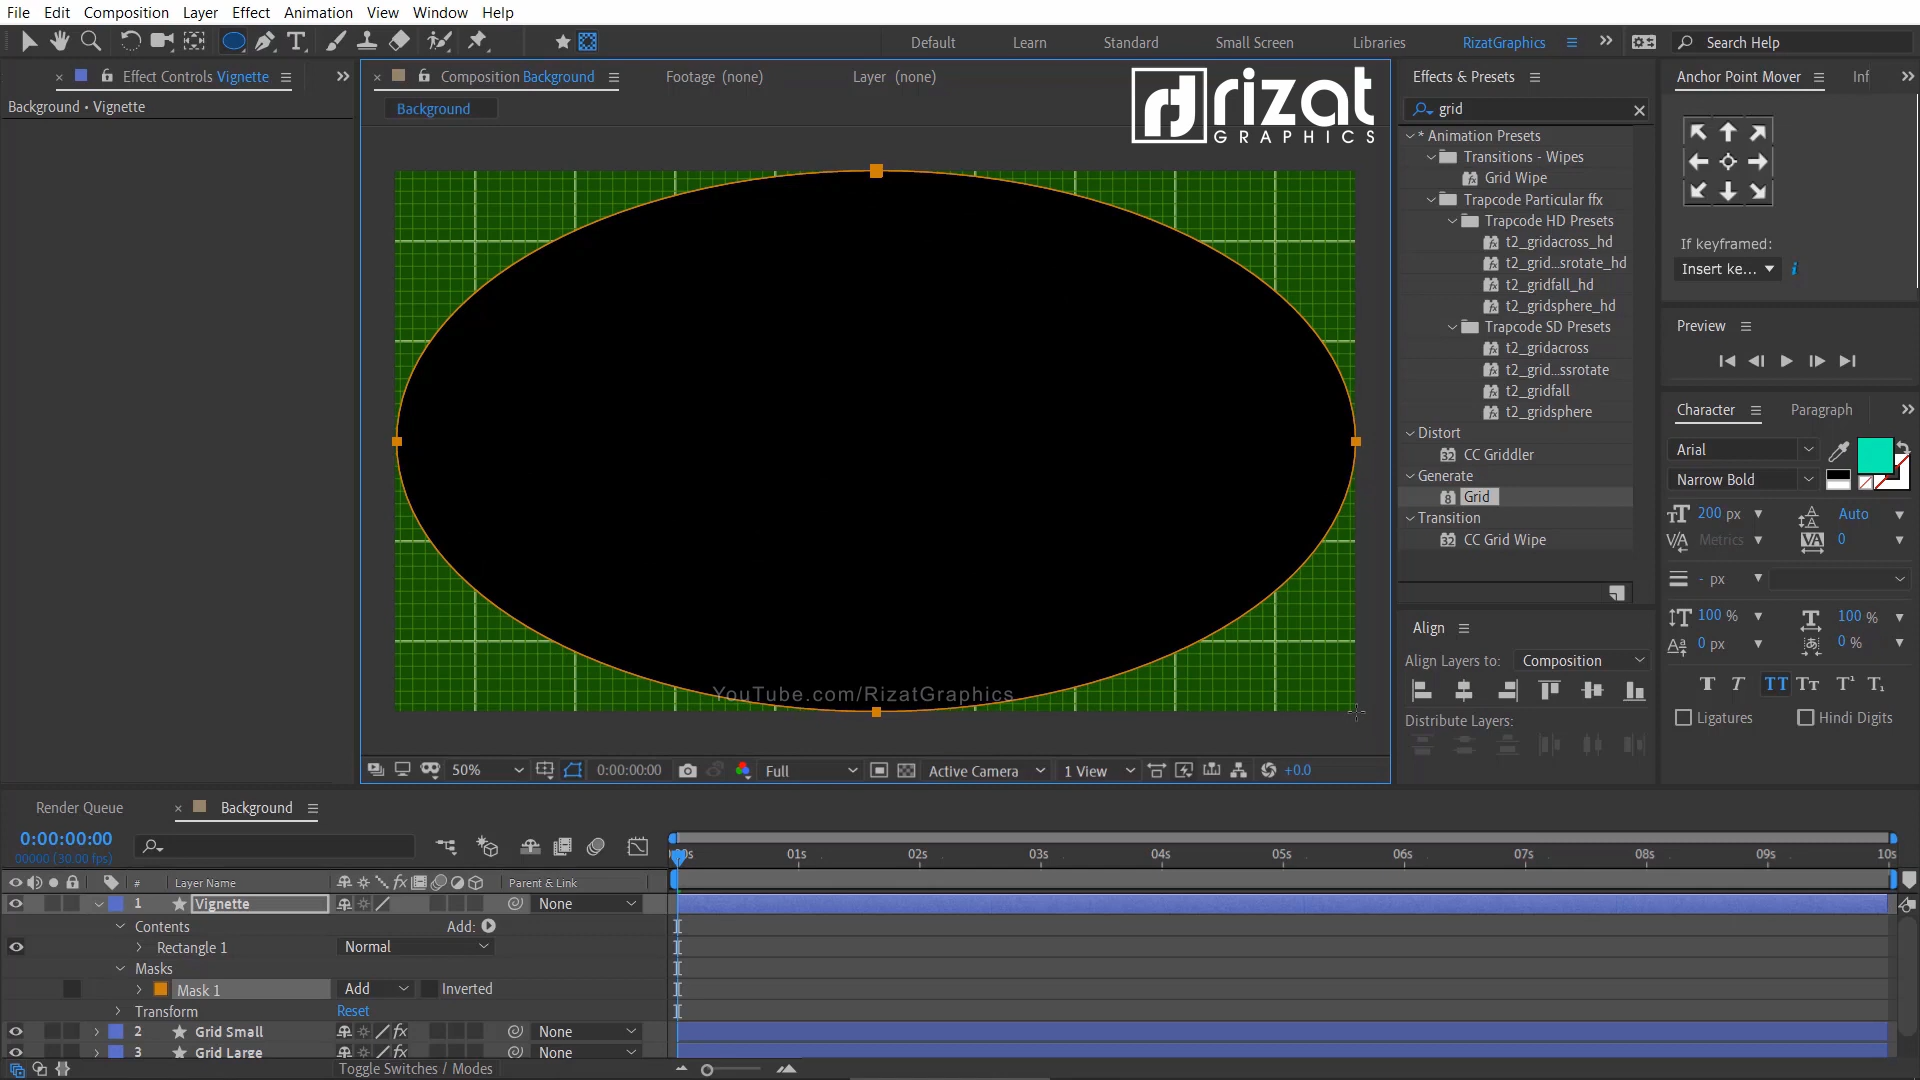 File Edit Composition Layer Effect Animation View Window Help
Default Learn Standard Small Screen Libraries RizatGraphics Search Help
Effect Controls Vignette
Background • Vignette
Composition Background Footage (none) Layer (none)
Background
rizat
GRAPHICS
YouTube.com/RizatGraphics
50% 0:00:00:00 Full Active Camera 1 View +0.0
Effects & Presets
grid
* Animation Presets
Transitions - Wipes
Grid Wipe
Trapcode Particular ffx
Trapcode HD Presets
t2_gridacross_hd
t2_grid...srotate_hd
t2_gridfall_hd
t2_gridsphere_hd
Trapcode SD Presets
t2_gridacross
t2_grid...ssrotate
t2_gridfall
t2_gridsphere
Distort
CC Griddler
Generate
Grid
Transition
CC Grid Wipe
Align
Align Layers to: Composition
Distribute Layers:
Anchor Point Mover Inf
If keyframed:
Insert ke...
Preview
Character Paragraph
Arial
Narrow Bold
200 px Auto
Metrics 0
- px
100 % 100 %
0 px 0 %
Ligatures Hindi Digits
Render Queue Background
0:00:00:00
00000 (30.00 fps)
# Layer Name Parent & Link
01s 02s 03s 04s 05s 06s 07s 08s 09s 10s
1 Vignette None
Contents Add:
Rectangle 1 Normal
Masks
Mask 1 Add Inverted
Transform Reset
2 Grid Small None
3 Grid Large None
Toggle Switches / Modes